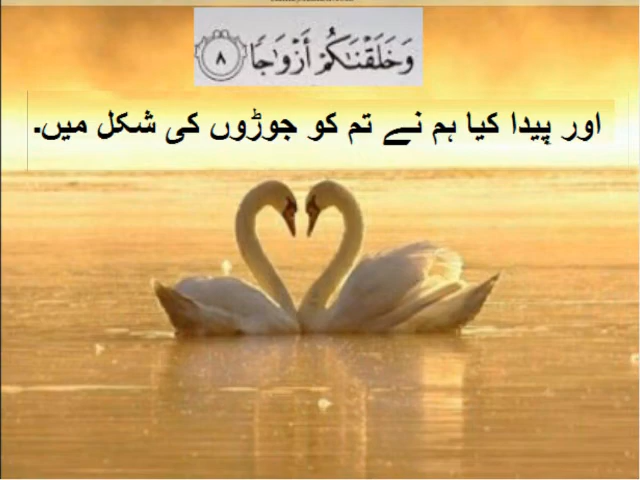 وَخَلَقْنَٰكُمْ أَزْوَٰجًا ٨
اور پیدا کیا ہم نے تم کو جوڑوں کی شکل میں۔